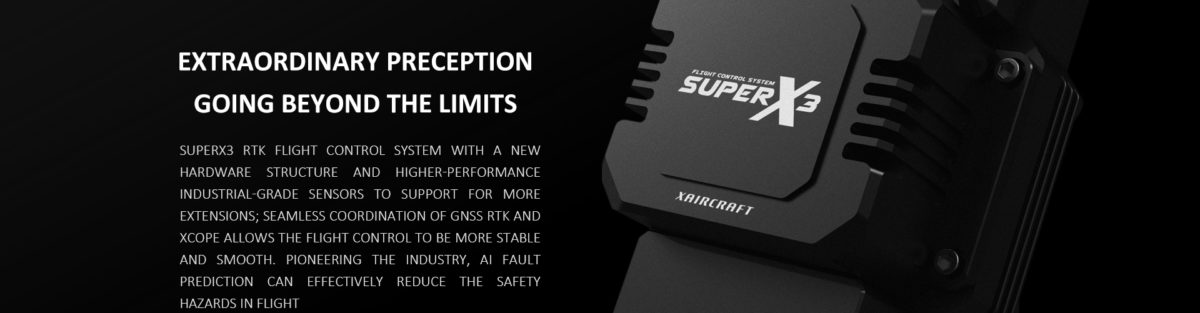 EXTRAORDINARY PRECEPTION
GOING BEYOND THE LIMITS
SUPERX3 RTK FLIGHT CONTROL SYSTEM WITH A NEW
HARDWARE STRUCTURE AND HIGHER-PERFORMANCE
INDUSTRIAL-GRADE SENSORS TO SUPPORT FOR MORE
EXTENSIONS; SEAMLESS COORDINATION OF GNSS RTK AND
XCOPE ALLOWS THE FLIGHT CONTROL TO BE MORE STABLE
AND SMOOTH. PIONEERING THE INDUSTRY, AI FAULT
PREDICTION CAN EFFECTIVELY REDUCE THE SAFETY
HAZARDS IN FLIGHT
FLIGHT CONTROL SYSTEM
SUPERX3
XAIRCRAFT